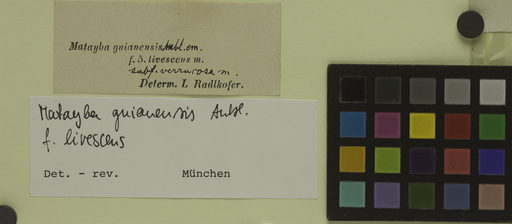 Matayba guianensis Aubl. em.
f. 5. livescens m.
subf. verrucosa m.
Determ. L. Radlkofer.
Matayba guianensis Aubl.
f. livescens
Det. - rev. München